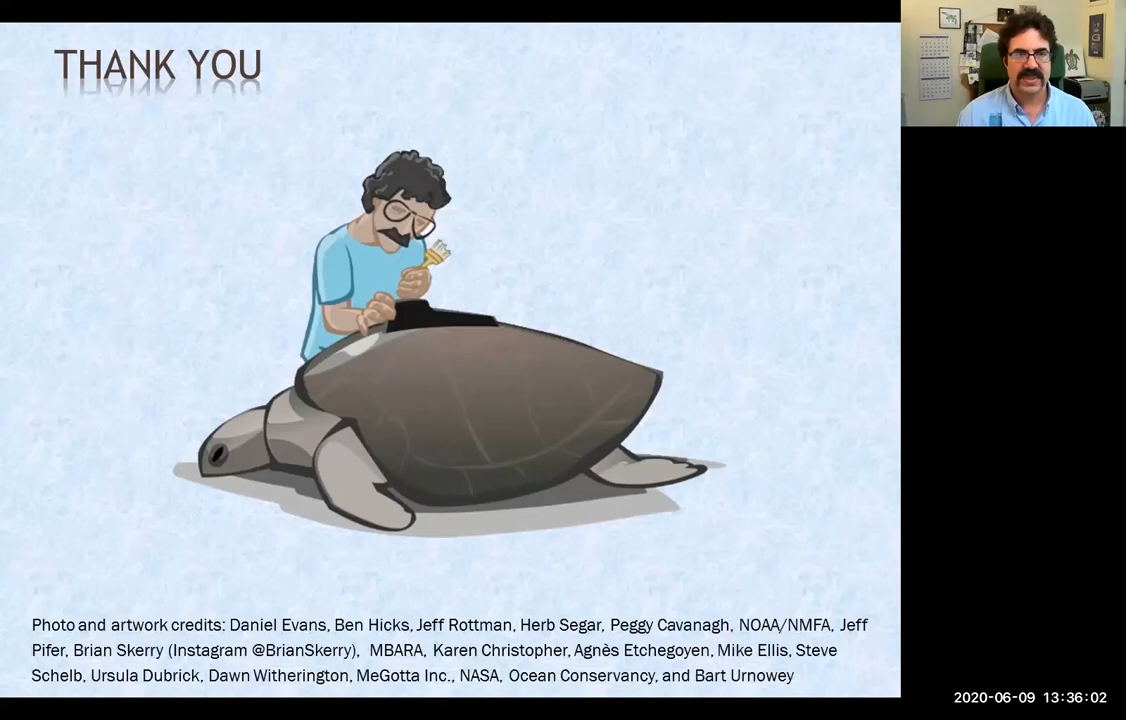 THANK YOU
Photo and artwork credits: Daniel Evans, Ben Hicks, Jeff Rottman, Herb Segar, Peggy Cavanagh, NOAA/NMFA, Jeff
Pifer, Brian Skerry (Instagram @BrianSkerry), MBARA, Karen Christopher, Agnès Etchegoyen, Mike Ellis, Steve
Schelb, Ursula Dubrick, Dawn Witherington, MeGotta Inc., NASA, Ocean Conservancy, and Bart Urnowey
2020-06-09 13:36:02